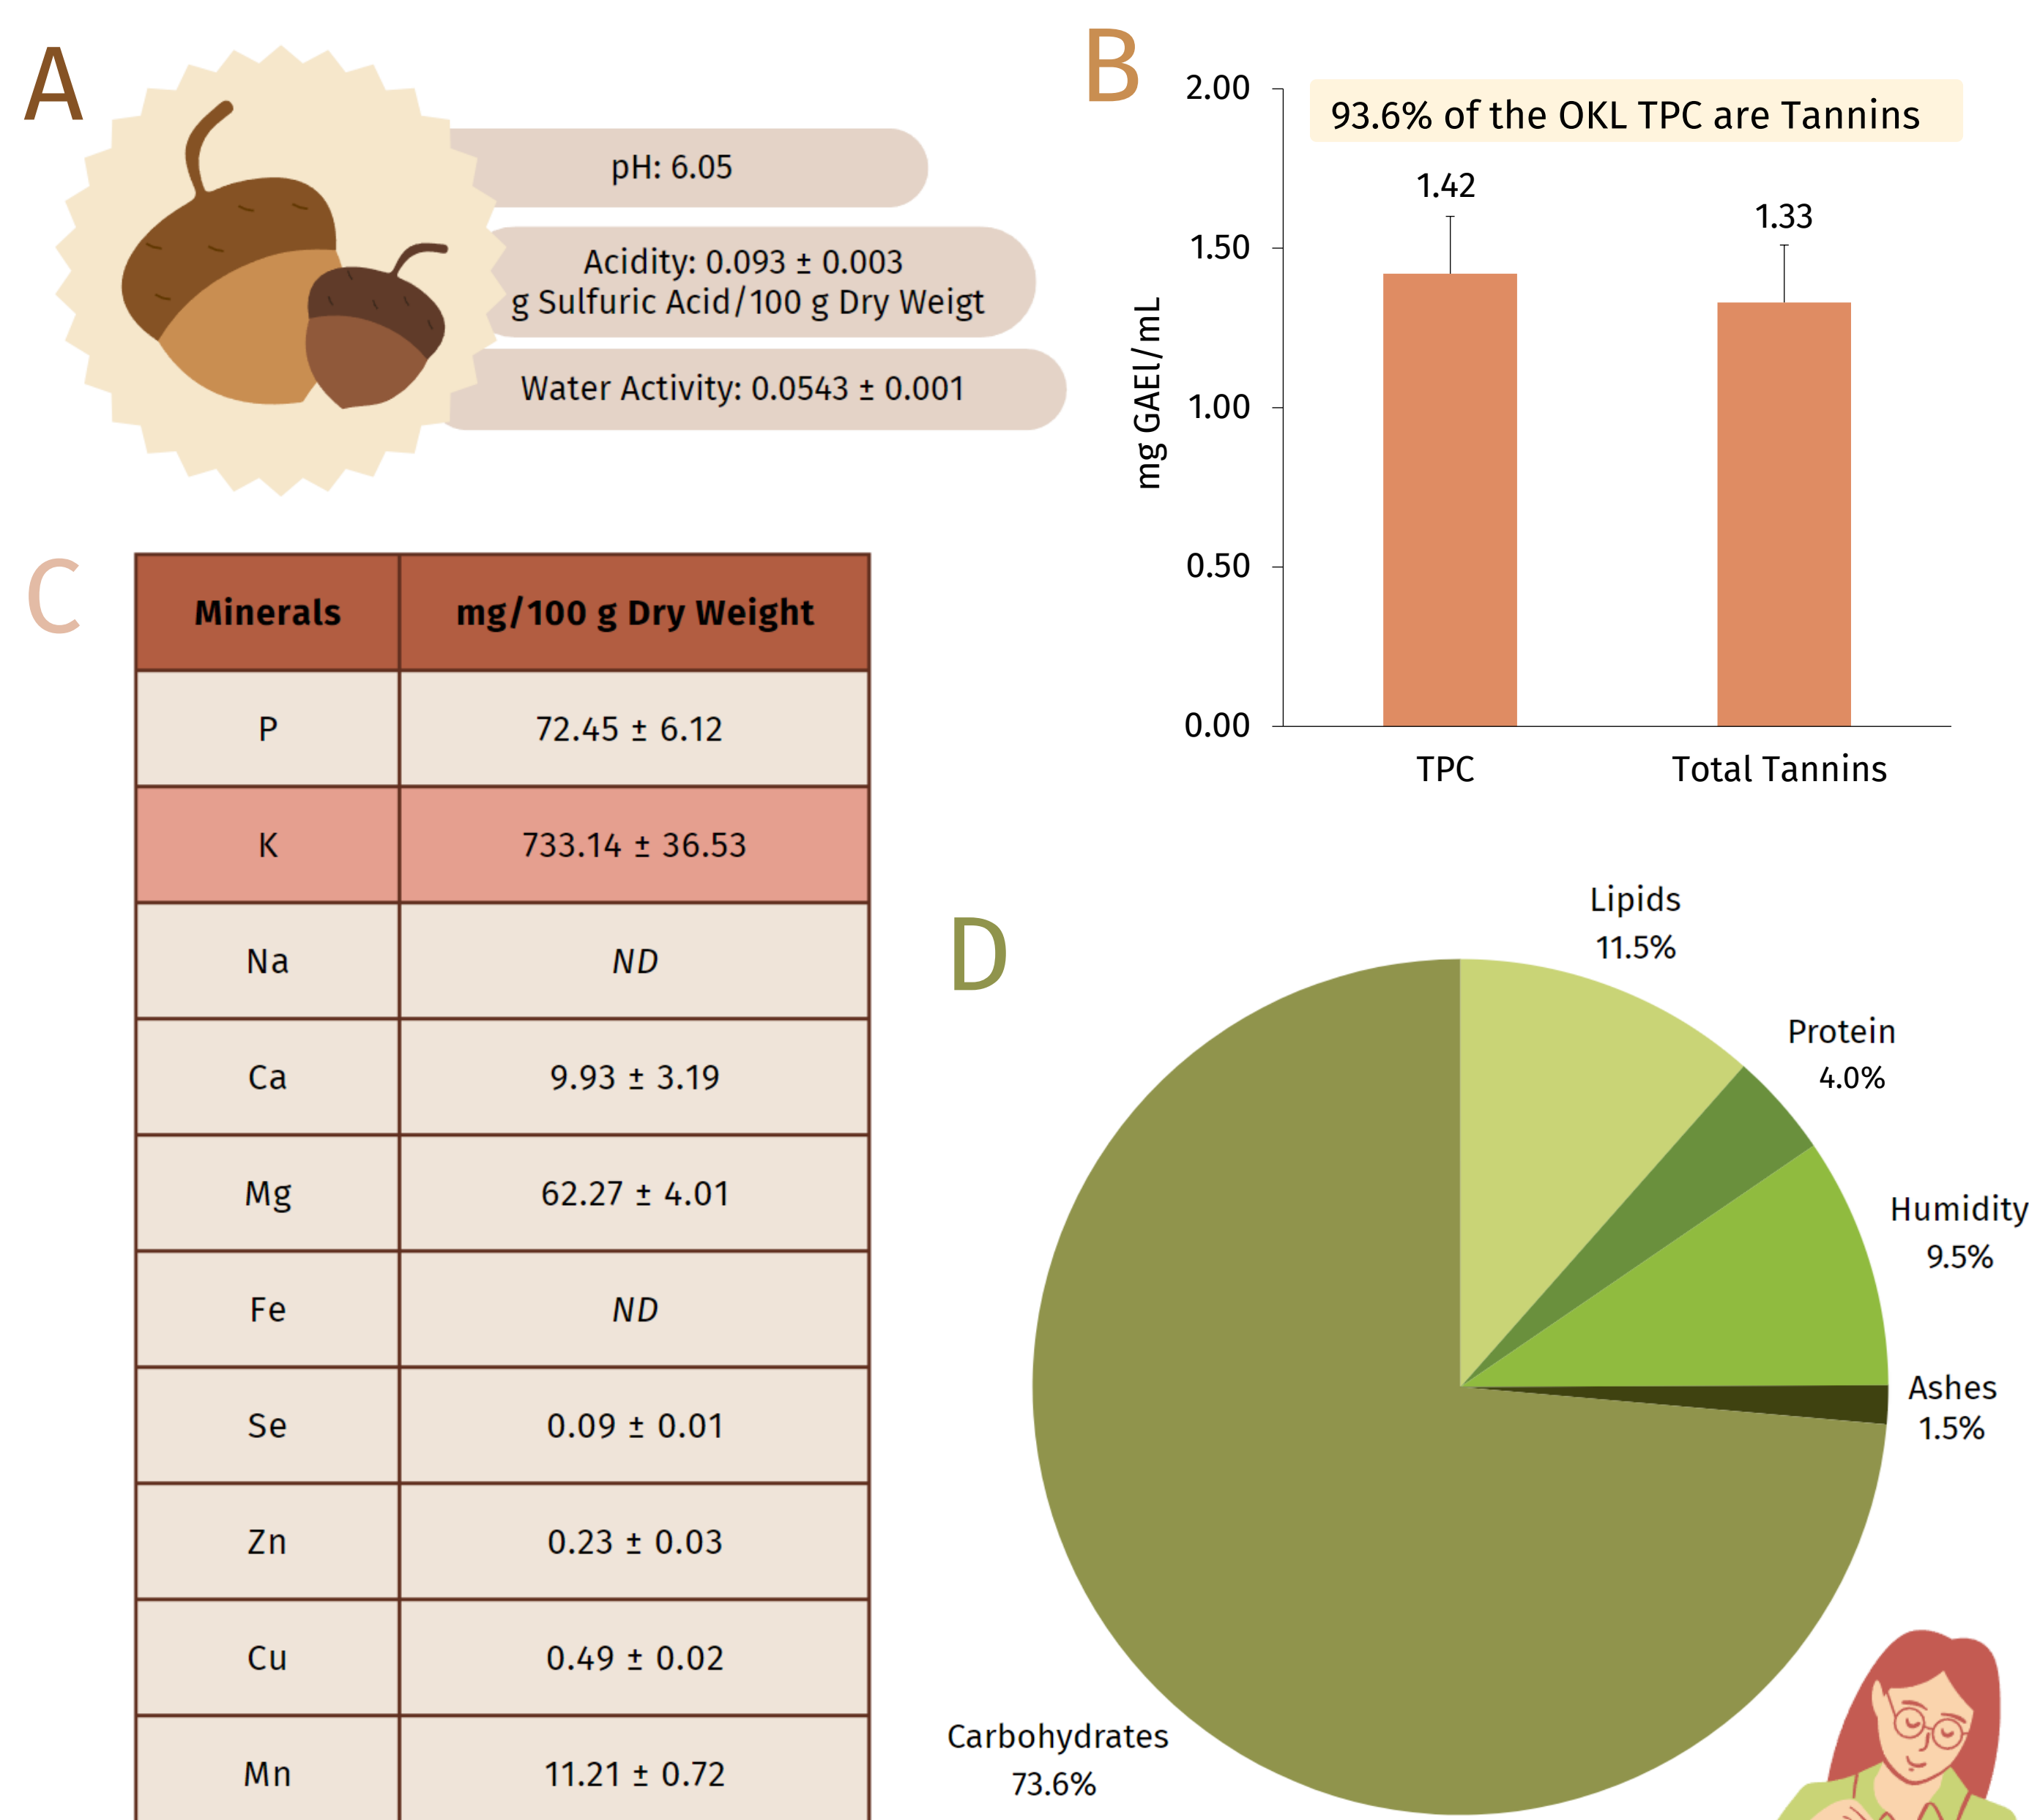 A
pH: 6.05
Acidity: 0.093 ± 0.003
g Sulfuric Acid/100 g Dry Weigt
Water Activity: 0.0543 ± 0.001
B
93.6% of the OKL TPC are Tannins
mg GAEl/mL
2.00
1.50
1.00
0.50
0.00
1.42
1.33
TPC
Total Tannins
C
Minerals mg/100 g Dry Weight
P 72.45 ± 6.12
K 733.14 ± 36.53
Na ND
Ca 9.93 ± 3.19
Mg 62.27 ± 4.01
Fe ND
Se 0.09 ± 0.01
Zn 0.23 ± 0.03
Cu 0.49 ± 0.02
Mn 11.21 ± 0.72
D
Lipids
11.5%
Protein
4.0%
Humidity
9.5%
Ashes
1.5%
Carbohydrates
73.6%